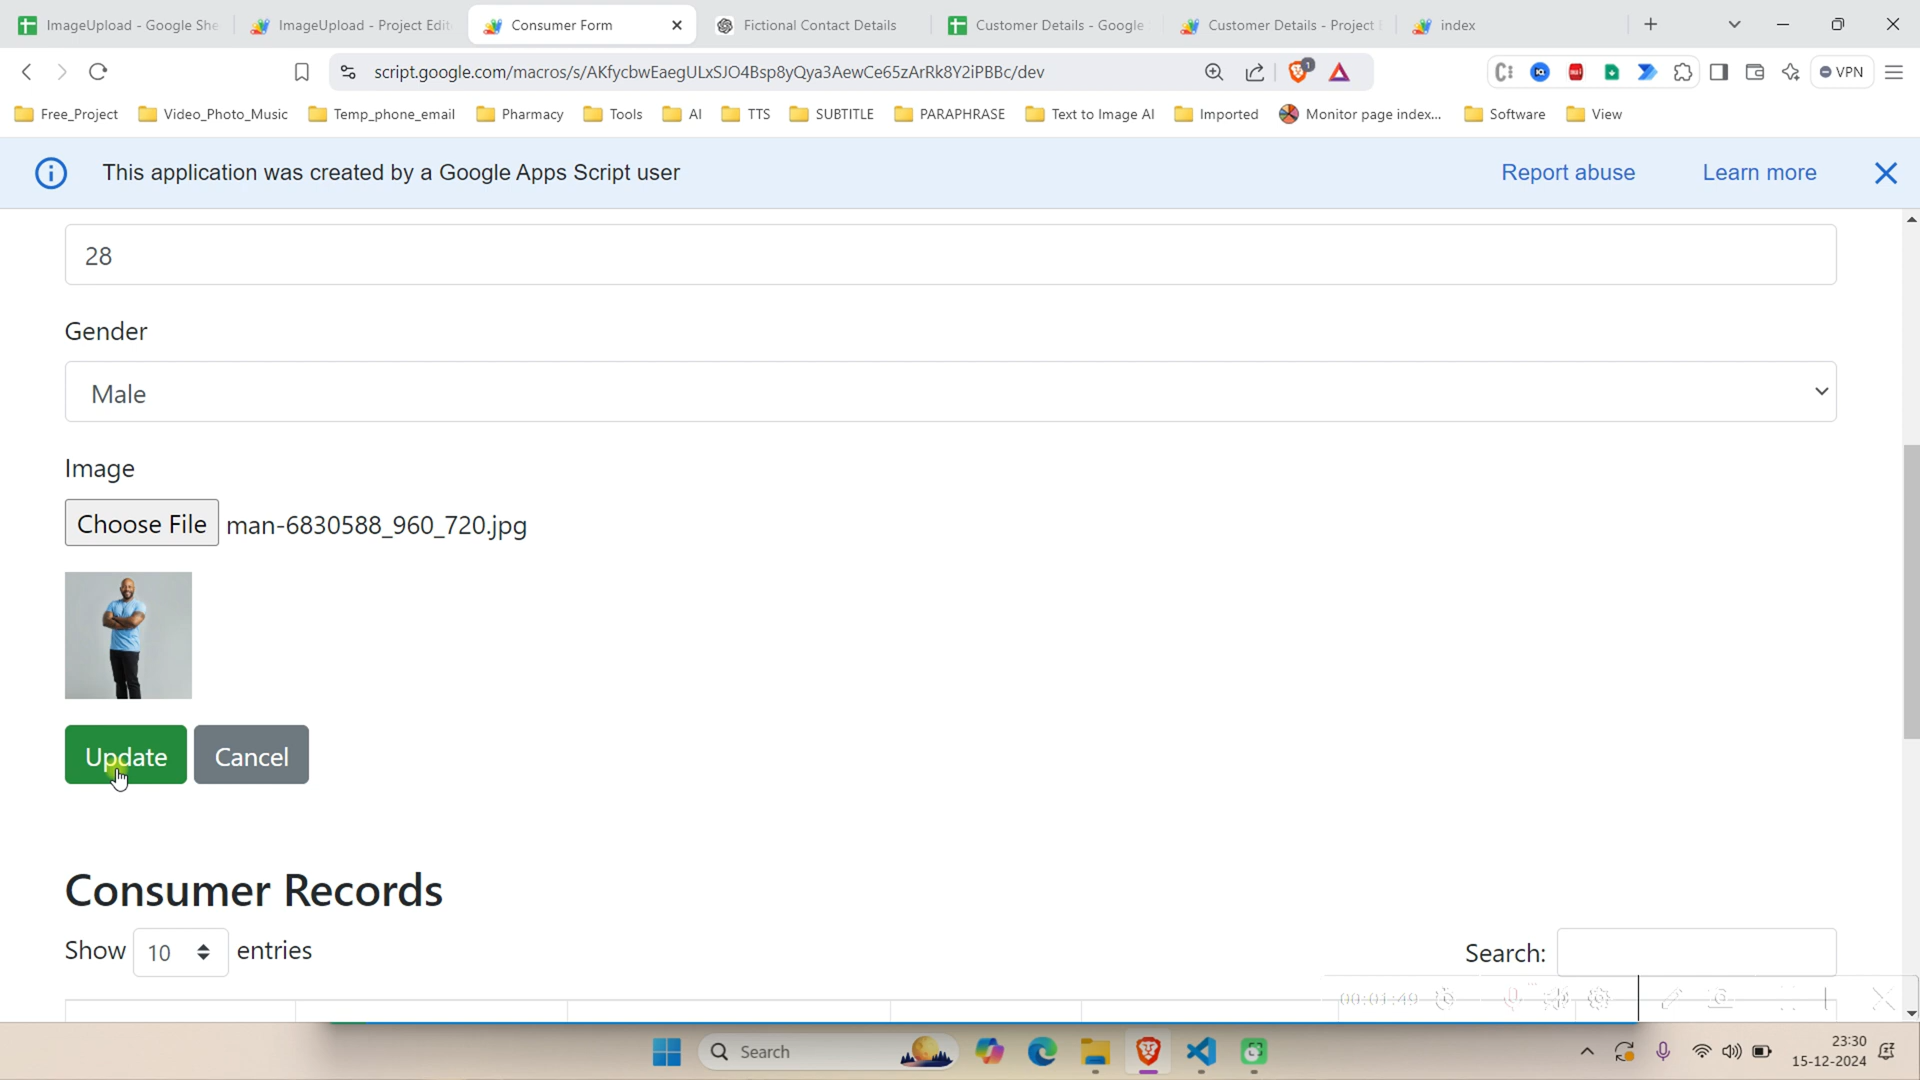 ImageUpload - Google She
ImageUpload - Project Edit
Consumer Form
Fictional Contact Details
Customer Details - Google
Customer Details - Project
index
script.google.com/macros/s/AKfycbwEaegULxSJO4Bsp8yQya3AewCe65zArRk8Y2iPBBc/dev
1
VPN
Free_Project
Video_Photo_Music
Temp_phone_email
Pharmacy
Tools
AI
TTS
SUBTITLE
PARAPHRASE
Text to Image AI
Imported
Monitor page index...
Software
View
This application was created by a Google Apps Script user
Report abuse
Learn more
28
Gender
Male
Image
Choose File man-6830588_960_720.jpg
Update
Cancel
Consumer Records
Show 10 entries
Search:
00:01:49
Search
23:30
15-12-2024